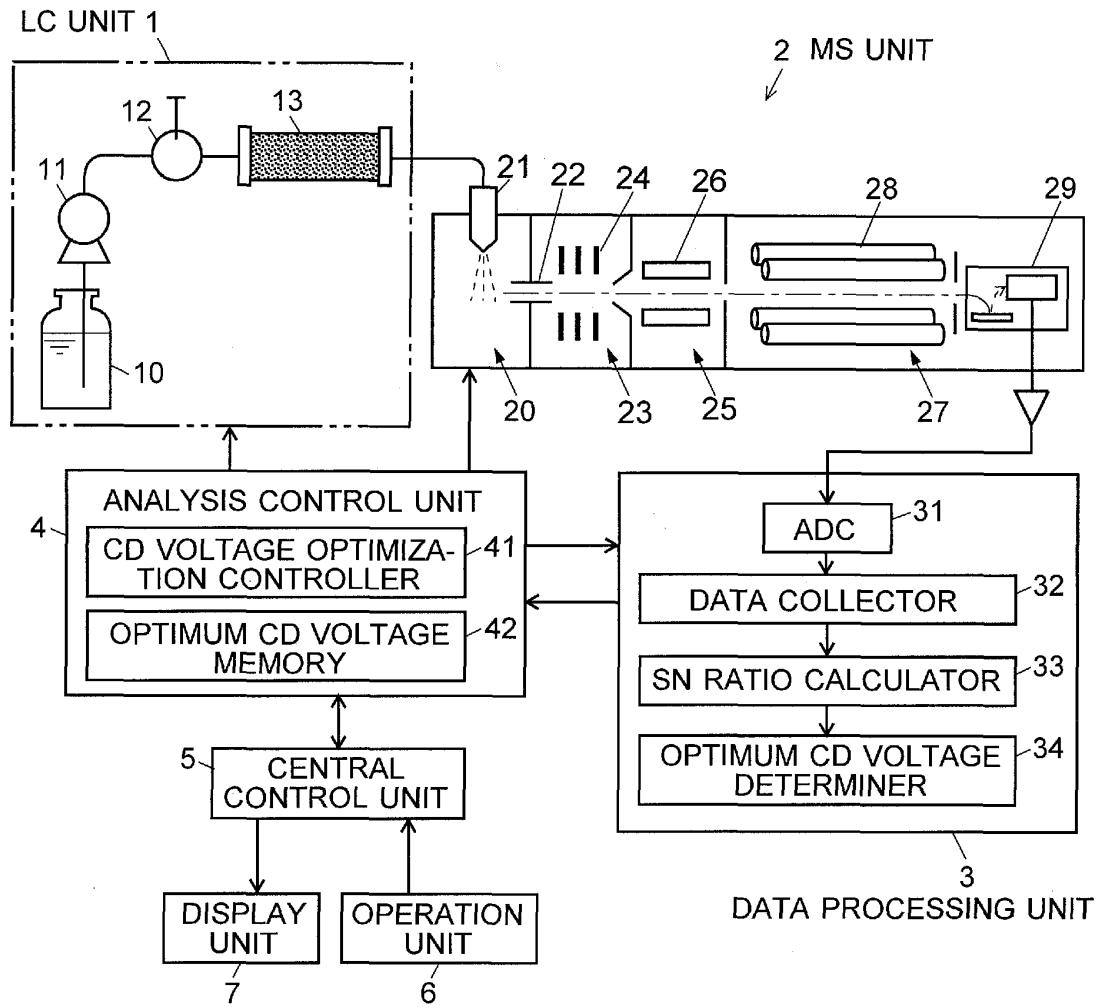 LC UNIT 1
2 MS UNIT
12
13
11
10
21
22
24
26
28
29
20
23
25
27
ANALYSIS CONTROL UNIT
4
CD VOLTAGE OPTIMIZA-
TION CONTROLLER
41
OPTIMUM CD VOLTAGE
MEMORY
42
ADC
31
DATA COLLECTOR
32
SN RATIO CALCULATOR
33
OPTIMUM CD VOLTAGE
DETERMINER
34
3
DATA PROCESSING UNIT
5
CENTRAL
CONTROL UNIT
DISPLAY
UNIT
7
OPERATION
UNIT
6